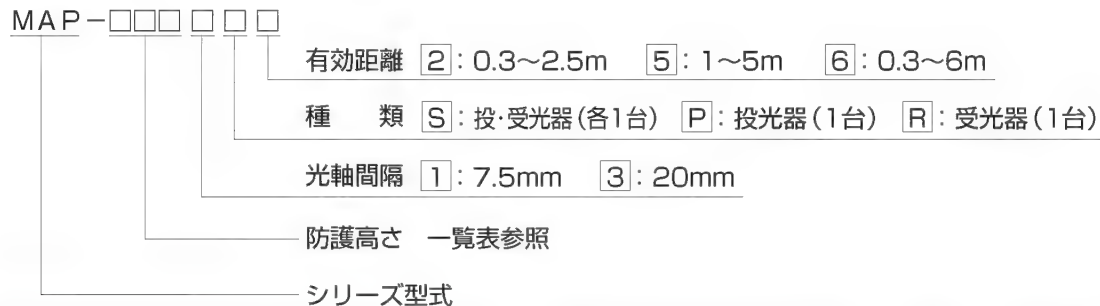 MAP-□□□ □ □ □
有効距離 2: 0.3～2.5m 5: 1～5m 6: 0.3～6m
種　類 S: 投・受光器（各1台） P: 投光器（1台） R: 受光器（1台）
光軸間隔 1: 7.5mm 3: 20mm
防護高さ 一覧表参照
シリーズ型式